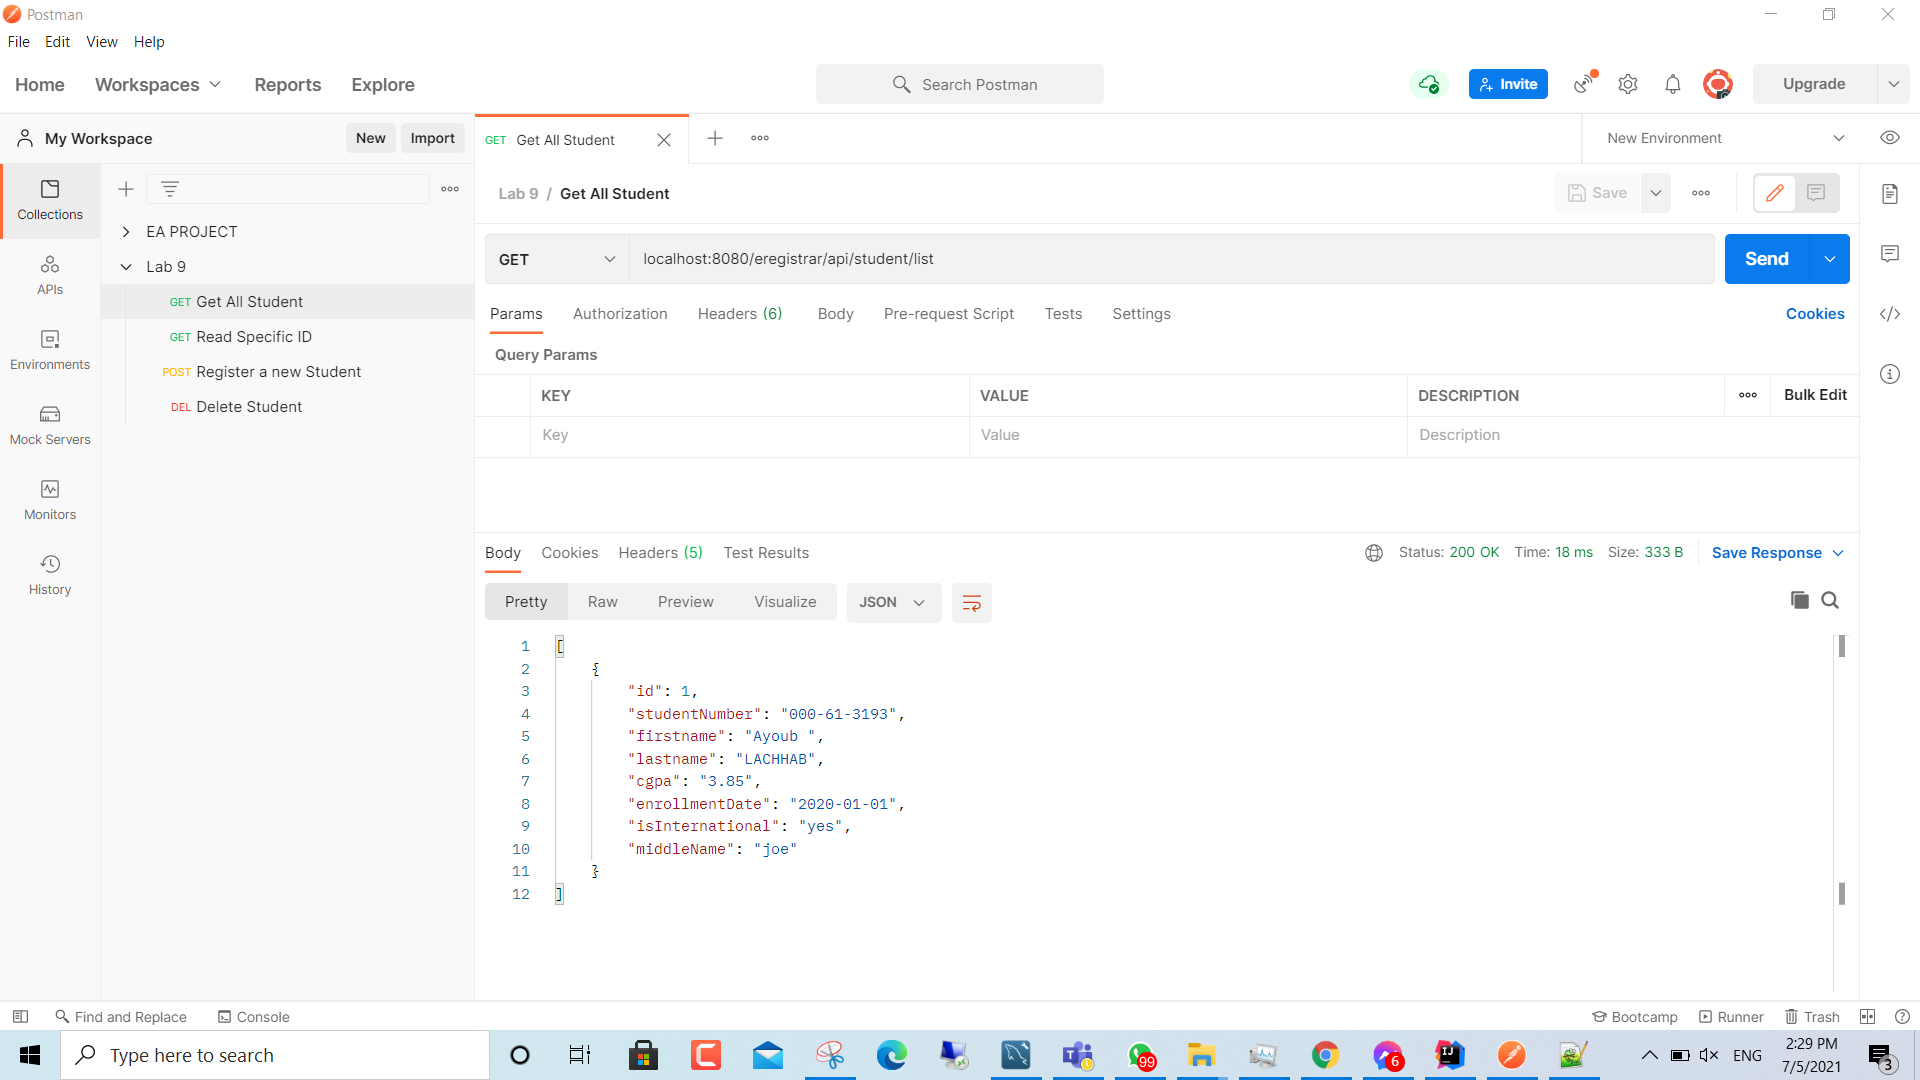 Postman
File Edit View Help
Home Workspaces Reports Explore Search Postman Invite Upgrade
My Workspace New Import GET Get All Student New Environment
Collections
APIs
Environments
Mock Servers
Monitors
History
EA PROJECT
Lab 9
GET Get All Student
GET Read Specific ID
POST Register a new Student
DEL Delete Student
Lab 9 / Get All Student Save
GET localhost:8080/eregistrar/api/student/list Send
Params Authorization Headers (6) Body Pre-request Script Tests Settings Cookies
Query Params
KEY VALUE DESCRIPTION Bulk Edit
Key Value Description
Body Cookies Headers (5) Test Results Status: 200 OK Time: 18 ms Size: 333 B Save Response
Pretty Raw Preview Visualize JSON
1 [
2 {
3 "id": 1,
4 "studentNumber": "000-61-3193",
5 "firstname": "Ayoub ",
6 "lastname": "LACHHAB",
7 "cgpa": "3.85",
8 "enrollmentDate": "2020-01-01",
9 "isInternational": "yes",
10 "middleName": "joe"
11 }
12 ]
Find and Replace Console Bootcamp Runner Trash
Type here to search 99 6 IJ ENG 2:29 PM
7/5/2021 3